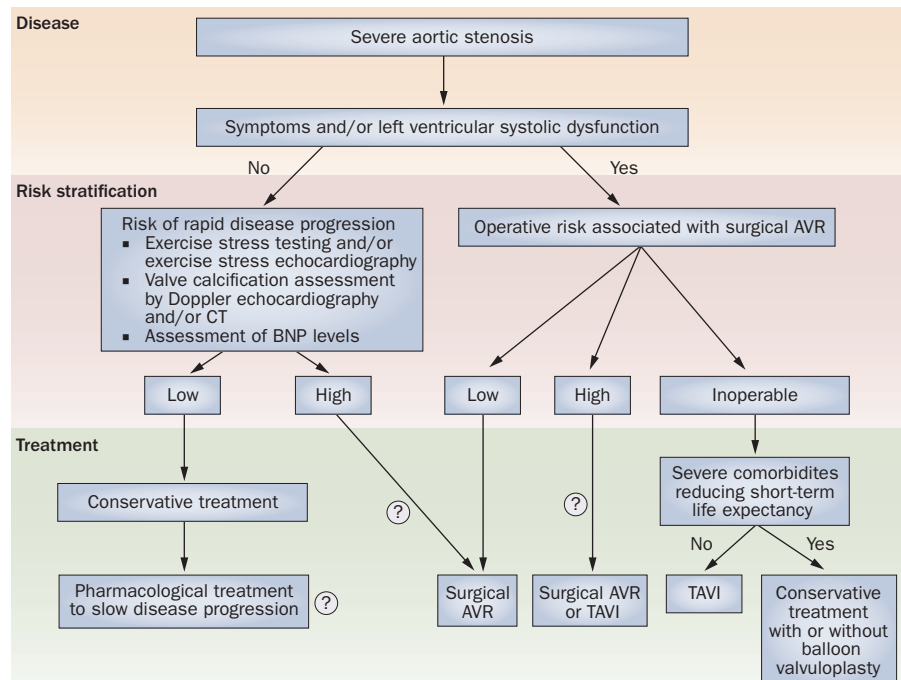 Disease
Severe aortic stenosis
Symptoms and/or left ventricular systolic dysfunction
No
Yes
Risk stratification
Risk of rapid disease progression
▪ Exercise stress testing and/or
exercise stress echocardiography
▪ Valve calcification assessment
by Doppler echocardiography
and/or CT
▪ Assessment of BNP levels
Operative risk associated with surgical AVR
Low
High
Low
High
Inoperable
Treatment
Conservative treatment
?
?
Severe comorbidites
reducing short-term
life expectancy
No
Yes
Pharmacological treatment
to slow disease progression
?
Surgical
AVR
Surgical AVR
or TAVI
TAVI
Conservative
treatment
with or without
balloon
valvuloplasty